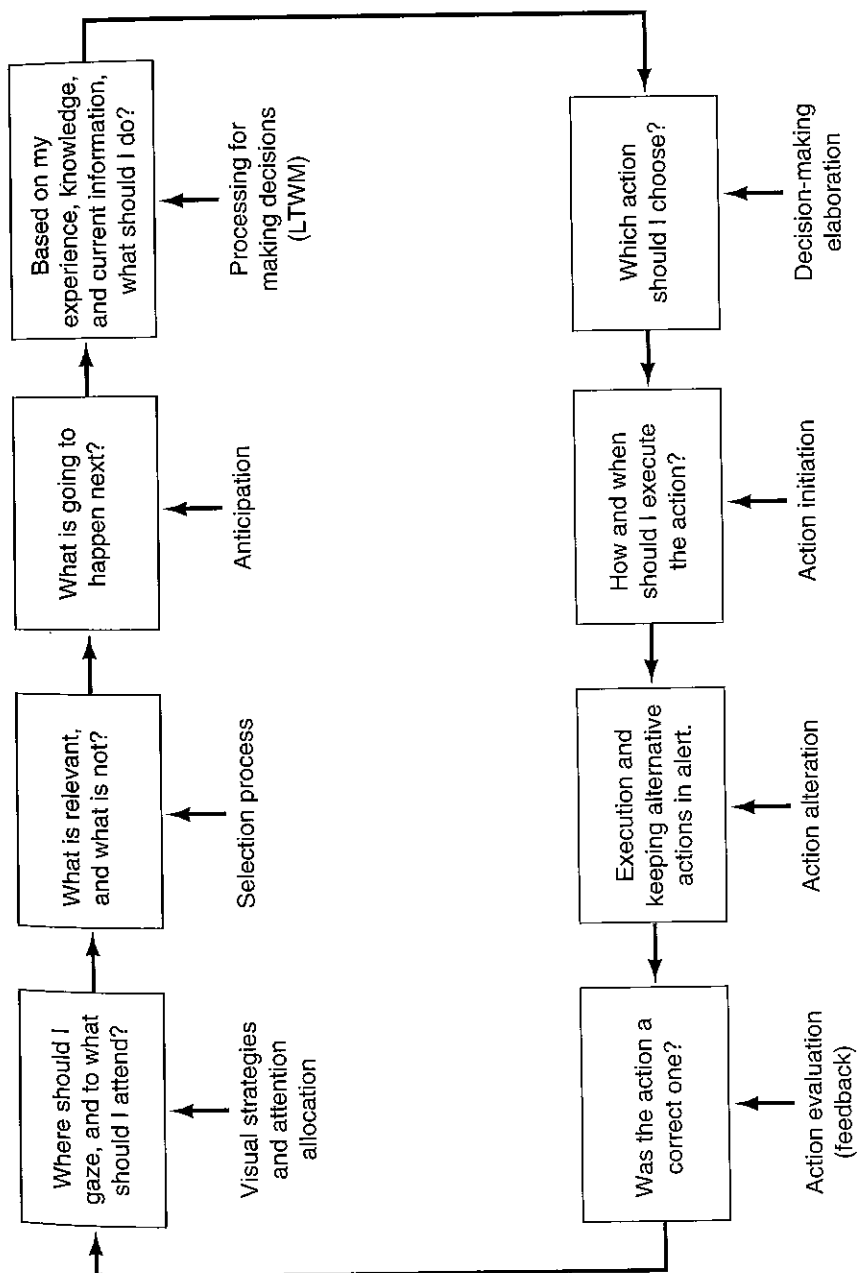 Where should I
gaze, and to what
should I attend?
Visual strategies
and attention
allocation
What is relevant,
and what is not?
Selection process
What is going to
happen next?
Anticipation
Based on my
experience, knowledge,
and current information,
what should I do?
Processing for
making decisions
(LTWM)
Which action
should I choose?
Decision-making
elaboration
How and when
should I execute
the action?
Action initiation
Execution and
keeping alternative
actions in alert.
Action alteration
Was the action a
correct one?
Action evaluation
(feedback)